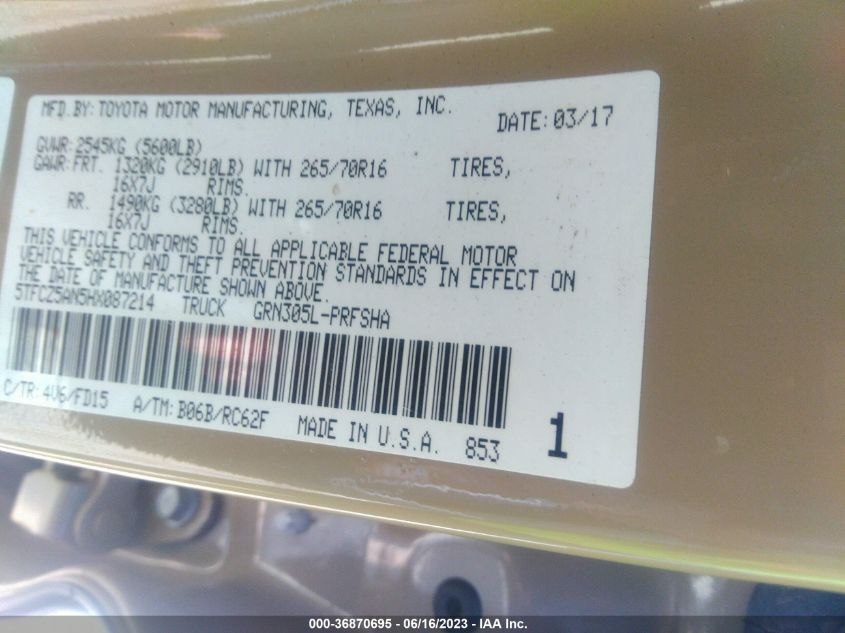 MFD.BY:TOYOTA MOTOR MANUFACTURING, TEXAS, INC. DATE:03/17
GVWR:2545KG (5600LB)
GAWR:FRT. 1320KG (2910LB) WITH 265/70R16 TIRES,
16X7J RIMS.
RR. 1490KG (3280LB) WITH 265/70R16 TIRES,
16X7J RIMS.
THIS VEHICLE CONFORMS TO ALL APPLICABLE FEDERAL MOTOR
VEHICLE SAFETY AND THEFT PREVENTION STANDARDS IN EFFECT ON
THE DATE OF MANUFACTURE SHOWN ABOVE.
5TFCZ5AN5HX087214 TRUCK GRN305L-PRFSHA
C/TR:4U6/FD15 A/TM:B06B/RC62F MADE IN U.S.A. 853 1
000-36870695 - 06/16/2023 - IAA Inc.